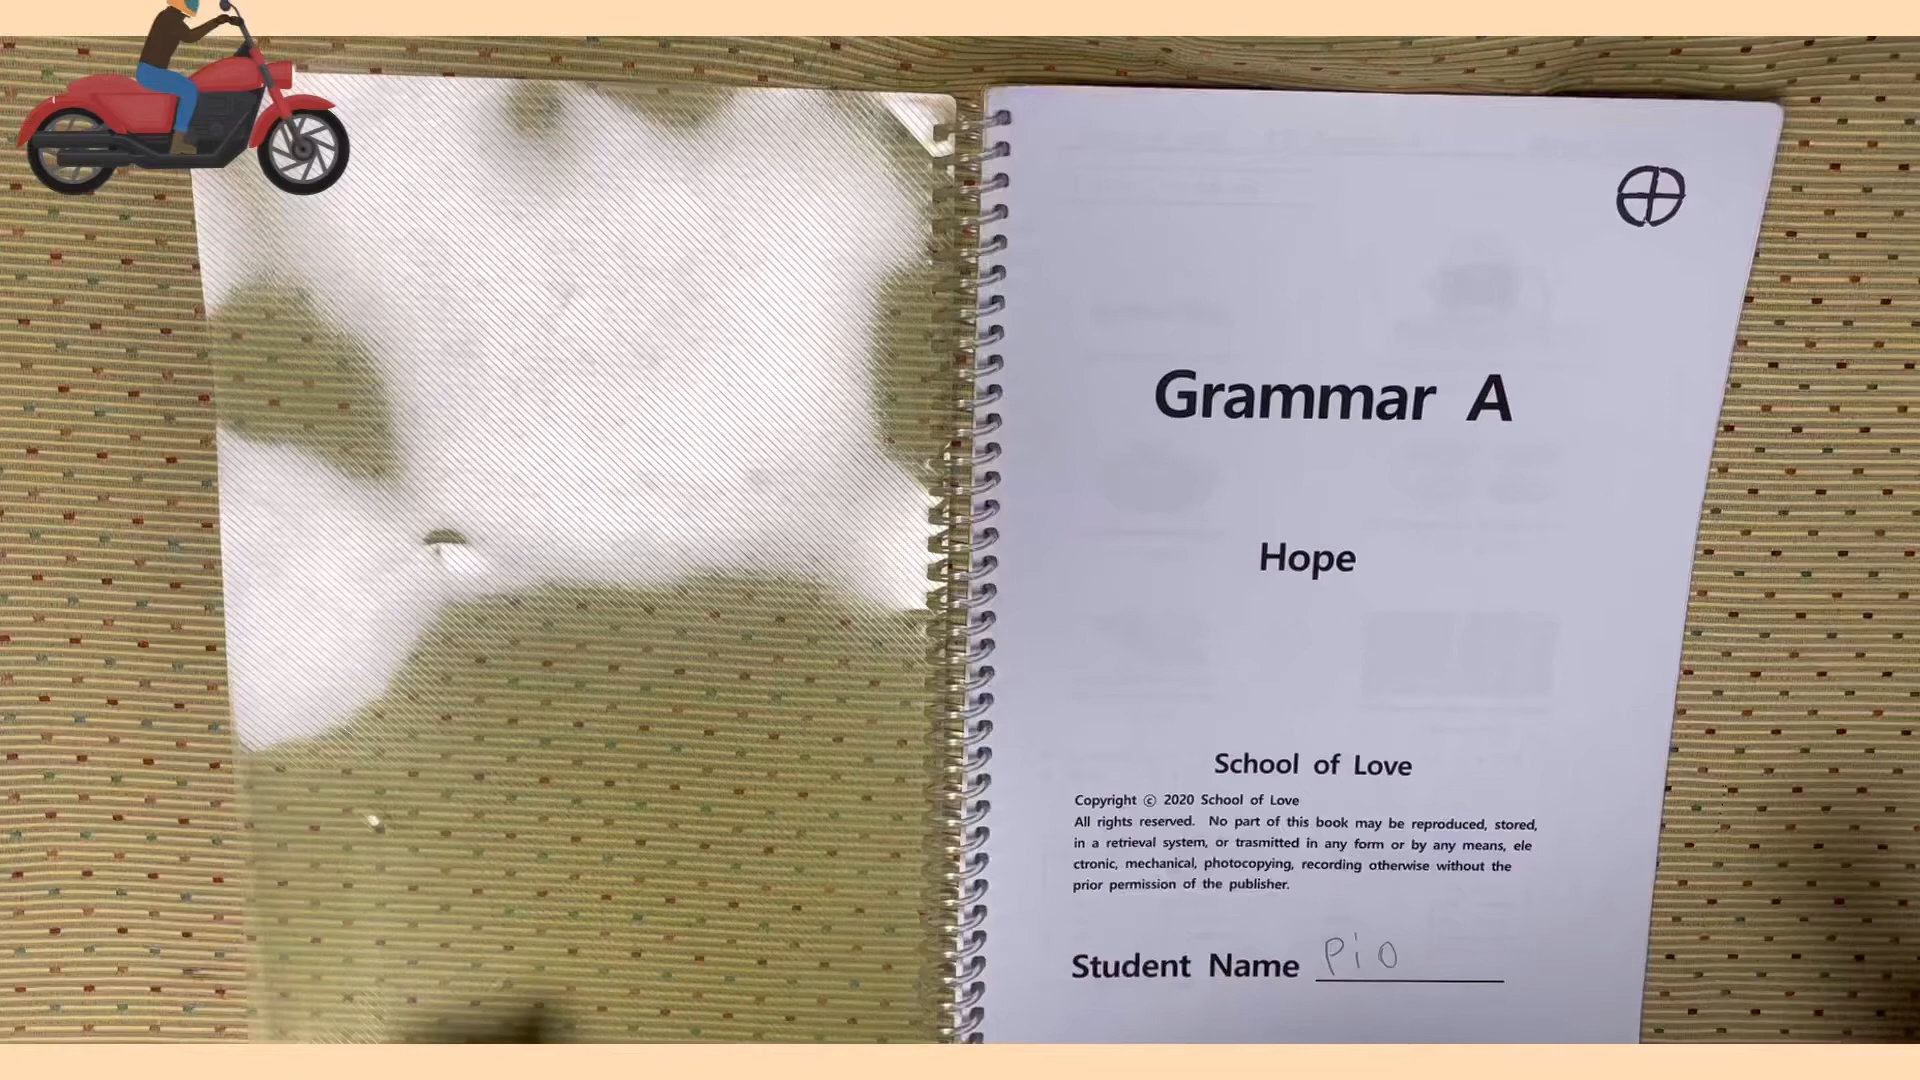 Grammar A
Hope
School of Love
Copyright ⓒ 2020 School of Love
All rights reserved. No part of this book may be reproduced, stored,
in a retrieval system, or trasmitted in any form or by any means, ele
ctronic, mechanical, photocopying, recording otherwise without the
prior permission of the publisher.
Student Name Pio